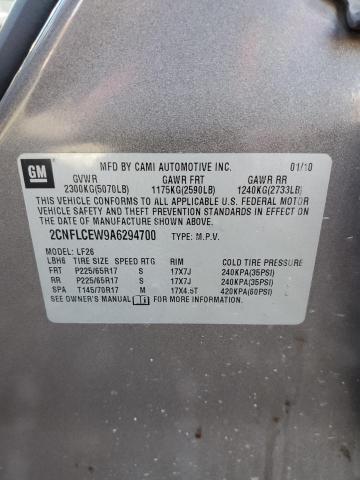 GM
MFD BY CAMI AUTOMOTIVE INC. 01/10
GVWR GAWR FRT GAWR RR
2300KG(5070LB) 1175KG(2590LB) 1240KG(2733LB)
THIS VEHICLE CONFORMS TO ALL APPLICABLE U.S. FEDERAL MOTOR
VEHICLE SAFETY AND THEFT PREVENTION STANDARDS IN EFFECT ON THE
DATE OF MANUFACTURE SHOWN ABOVE.
2CNFLCEW9A6294700 TYPE: M.P.V.
MODEL: LF26
LBH6 TIRE SIZE SPEED RTG RIM COLD TIRE PRESSURE
FRT P225/65R17 S 17X7J 240KPA(35PSI)
RR P225/65R17 S 17X7J 240KPA(35PSI)
SPA T145/70R17 M 17X4.5T 420KPA(60PSI)
SEE OWNER'S MANUAL FOR ADDITIONAL INFORMATION.